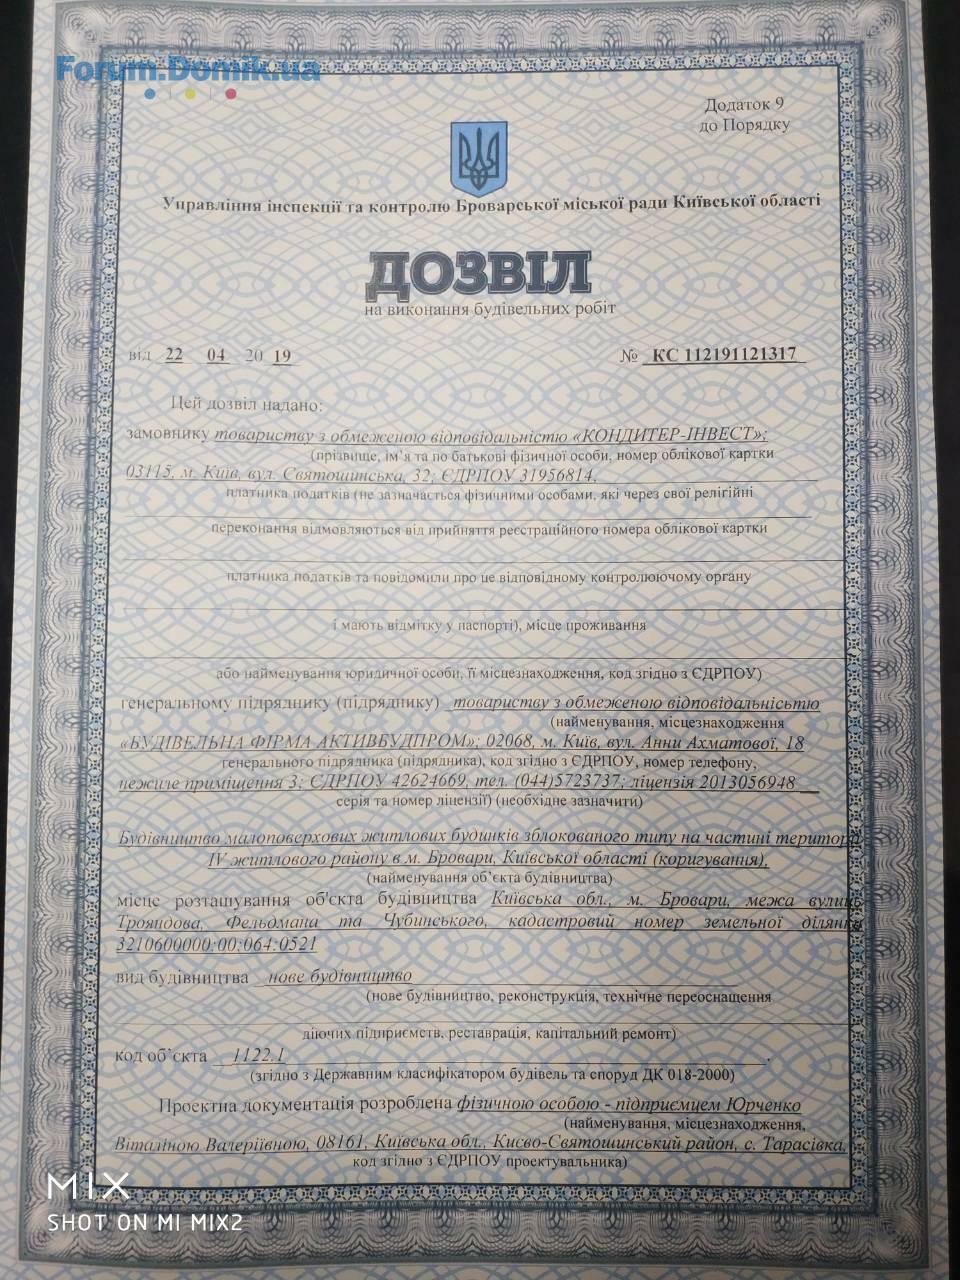 Forum.Domik.ua
Додаток 9
до Порядку
Управління інспекції та контролю Броварської міської ради Київської області
ДОЗВІЛ
на виконання будівельних робіт
від 22 04 20 19 № КС 112191121317
Цей дозвіл надано:
замовнику товариству з обмеженою відповідальністю «КОНДИТЕР-ІНВЕСТ»;
(прізвище, ім’я та по батькові фізичної особи, номер облікової картки
03115, м. Київ, вул. Святошинська, 32; ЄДРПОУ 31956814.
платника податків (не зазначається фізичними особами, які через свої релігійні
переконання відмовляються від прийняття реєстраційного номера облікової картки
платника податків та повідомили про це відповідному контролюючому органу
і мають відмітку у паспорті), місце проживання
або найменування юридичної особи, її місцезнаходження, код згідно з ЄДРПОУ)
генеральному підряднику (підряднику) товариству з обмеженою відповідальністю
(найменування, місцезнаходження
«БУДІВЕЛЬНА ФІРМА АКТИВБУДПРОМ»; 02068, м. Київ, вул. Анни Ахматової, 18
генерального підрядника (підрядника), код згідно з ЄДРПОУ, номер телефону,
нежиле приміщення 3; ЄДРПОУ 42624669, тел. (044)5723737; ліцензія 2013056948
серія та номер ліцензії) (необхідне зазначити)
Будівництво малоповерхових житлових будинків зблокованого типу на частині території
IV житлового району в м. Бровари, Київської області (коригування),
(найменування об’єкта будівництва)
місце розташування об'єкта будівництва Київська обл., м. Бровари, межа вулиць
Трояндова, Фельдмана та Чубинського, кадастровий номер земельної ділянки
3210600000:00:064:0521
вид будівництва нове будівництво
(нове будівництво, реконструкція, технічне переоснащення
діючих підприємств, реставрація, капітальний ремонт)
код об’єкта 1122.1.
(згідно з Державним класифікатором будівель та споруд ДК 018-2000)
Проектна документація розроблена фізичною особою - підприємцем Юрченко
(найменування, місцезнаходження,
Віталіною Валеріївною, 08161, Київська обл., Києво-Святошинський район, с. Тарасівка,
код згідно з ЄДРПОУ проектувальника)
MIX
SHOT ON MI MIX2